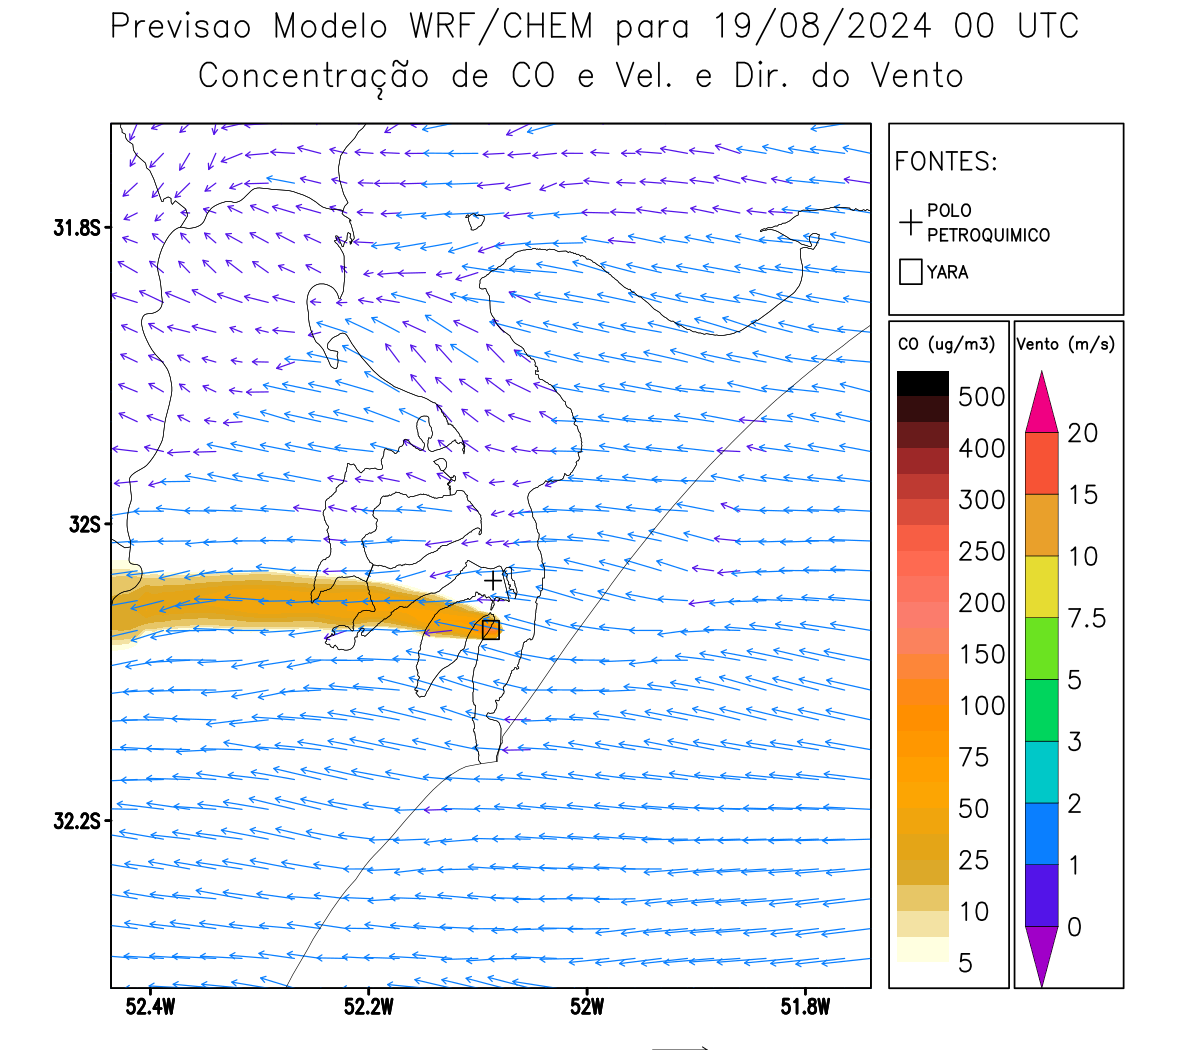 Previsao Modelo WRF/CHEM para 19/08/2024 00 UTC
Concentração de CO e Vel. e Dir. do Vento
FONTES:
POLO
PETROQUIMICO
YARA
CO (ug/m3)
500
400
300
250
200
150
100
75
50
25
10
5
Vento (m/s)
20
15
10
7.5
5
3
2
1
0
31.8S
32S
32.2S
52.4W
52.2W
52W
51.8W